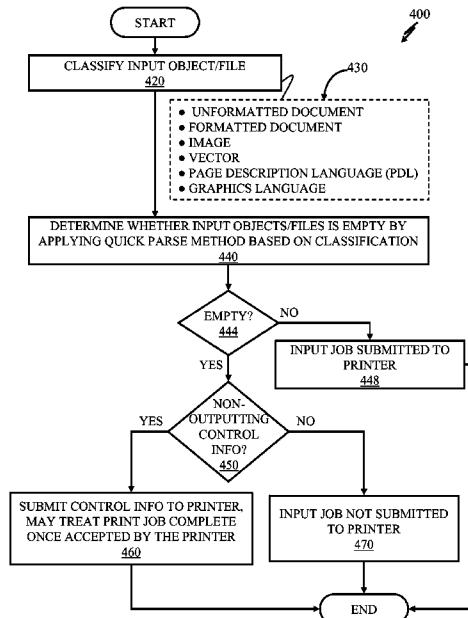 START
400
CLASSIFY INPUT OBJECT/FILE
420
430
● UNFORMATTED DOCUMENT
● FORMATTED DOCUMENT
● IMAGE
● VECTOR
● PAGE DESCRIPTION LANGUAGE (PDL)
● GRAPHICS LANGUAGE
DETERMINE WHETHER INPUT OBJECTS/FILES IS EMPTY BY
APPLYING QUICK PARSE METHOD BASED ON CLASSIFICATION
440
EMPTY?
444
NO
YES
INPUT JOB SUBMITTED TO
PRINTER
448
NON-
OUTPUTTING
CONTROL
INFO?
450
YES
NO
SUBMIT CONTROL INFO TO PRINTER,
MAY TREAT PRINT JOB COMPLETE
ONCE ACCEPTED BY THE PRINTER
460
INPUT JOB NOT SUBMITTED
TO PRINTER
470
END